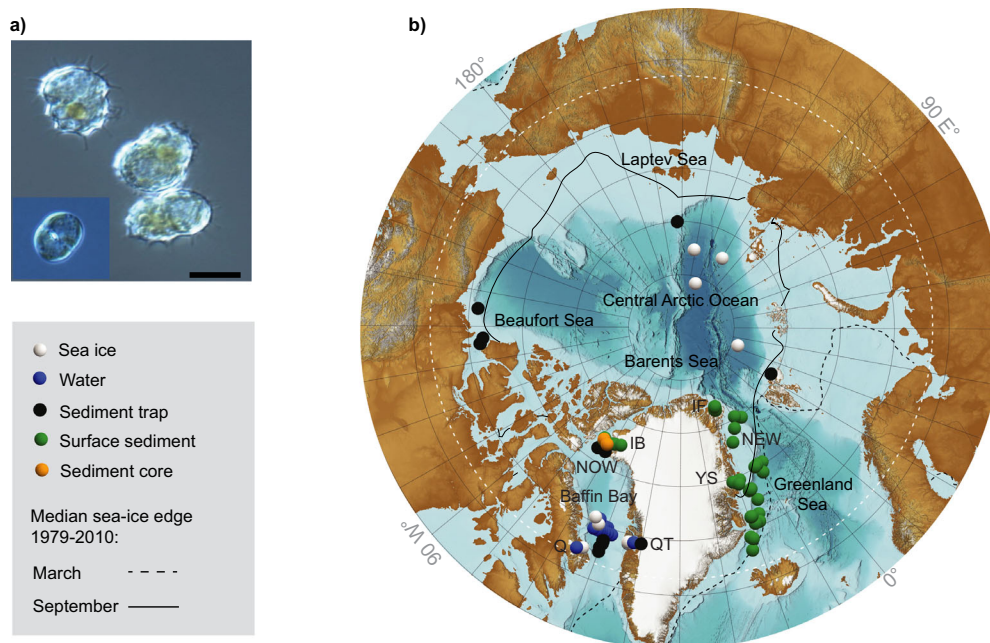 a)
b)
180°
90 E°
Laptev Sea
Central Arctic Ocean
Beaufort Sea
Barents Sea
IF
NEW
IB
NOW
YS
Greenland
Sea
Baffin Bay
Q
QT
90 W°
0°
Sea ice
Water
Sediment trap
Surface sediment
Sediment core
Median sea-ice edge
1979-2010:
March
September